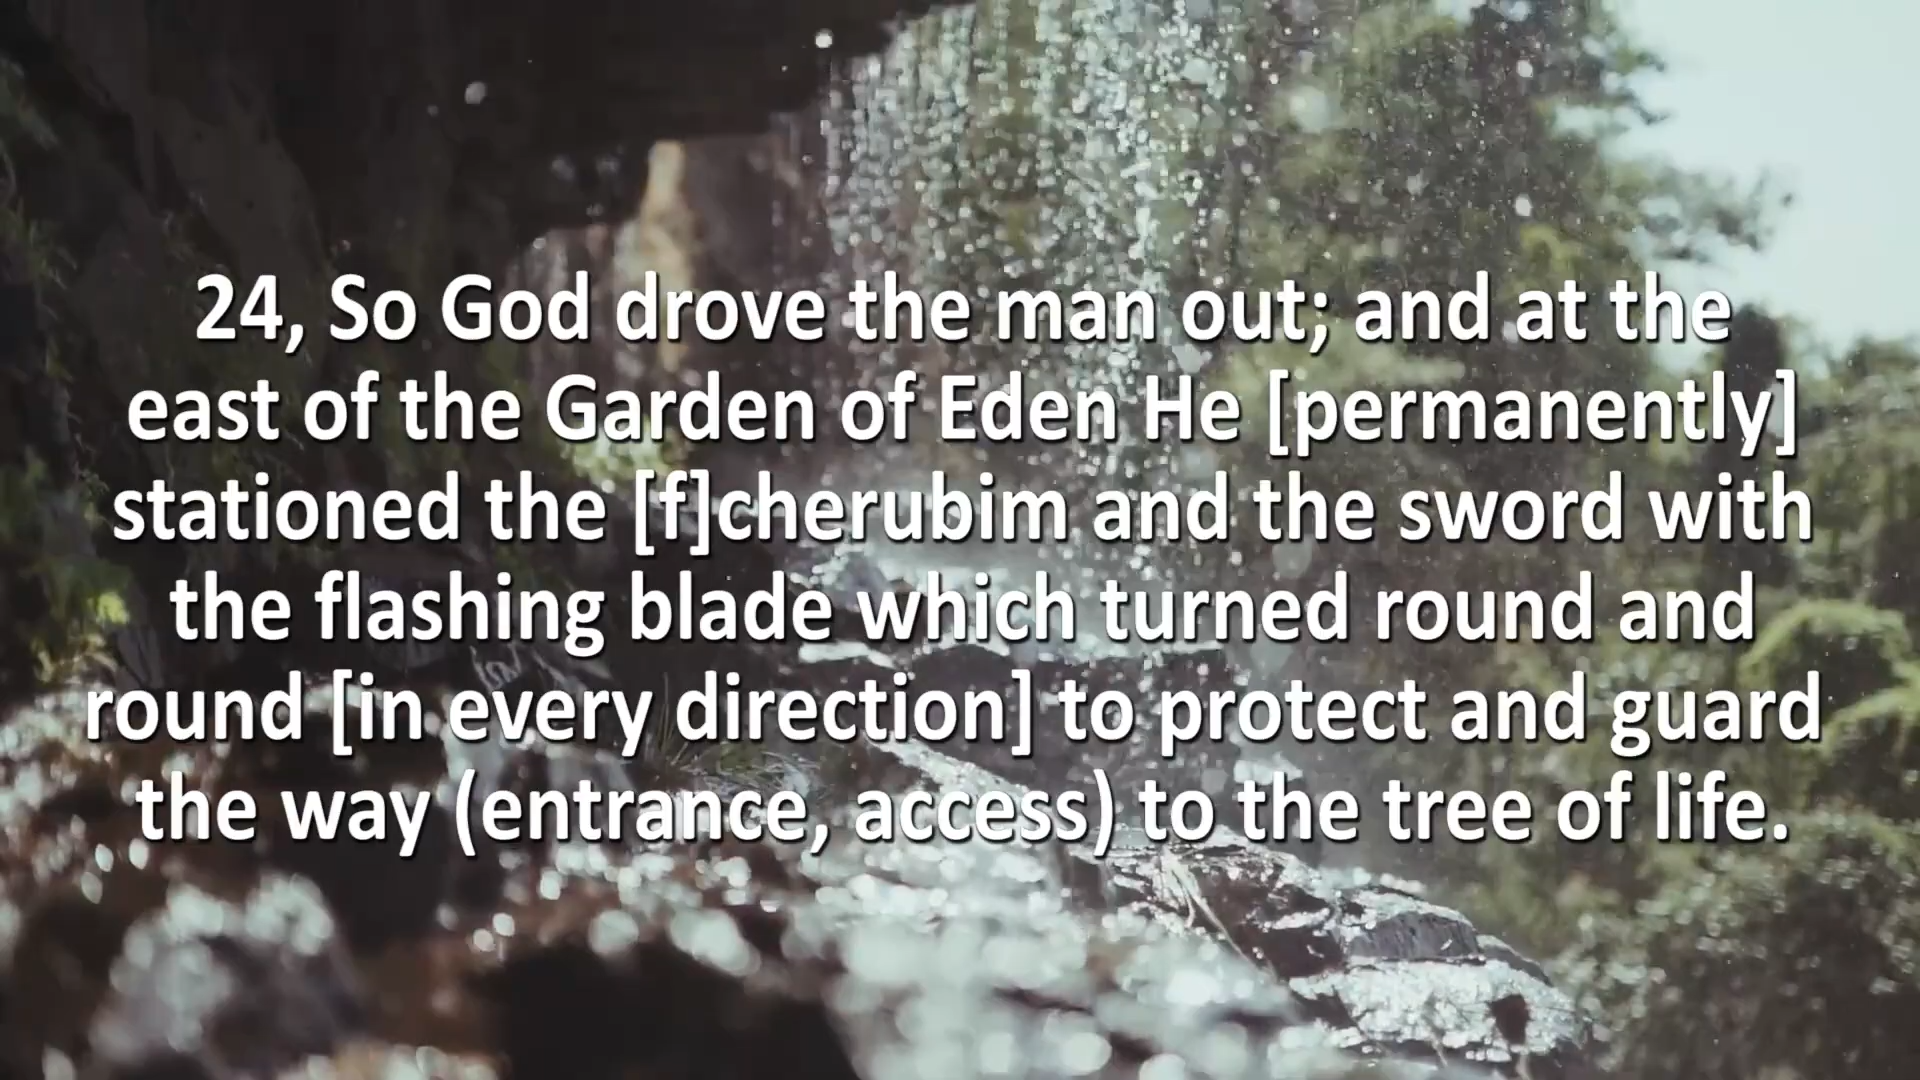 24, So God drove the man out; and at the
east of the Garden of Eden He [permanently]
stationed the [f]cherubim and the sword with
the flashing blade which turned round and
round [in every direction] to protect and guard
the way (entrance, access) to the tree of life.